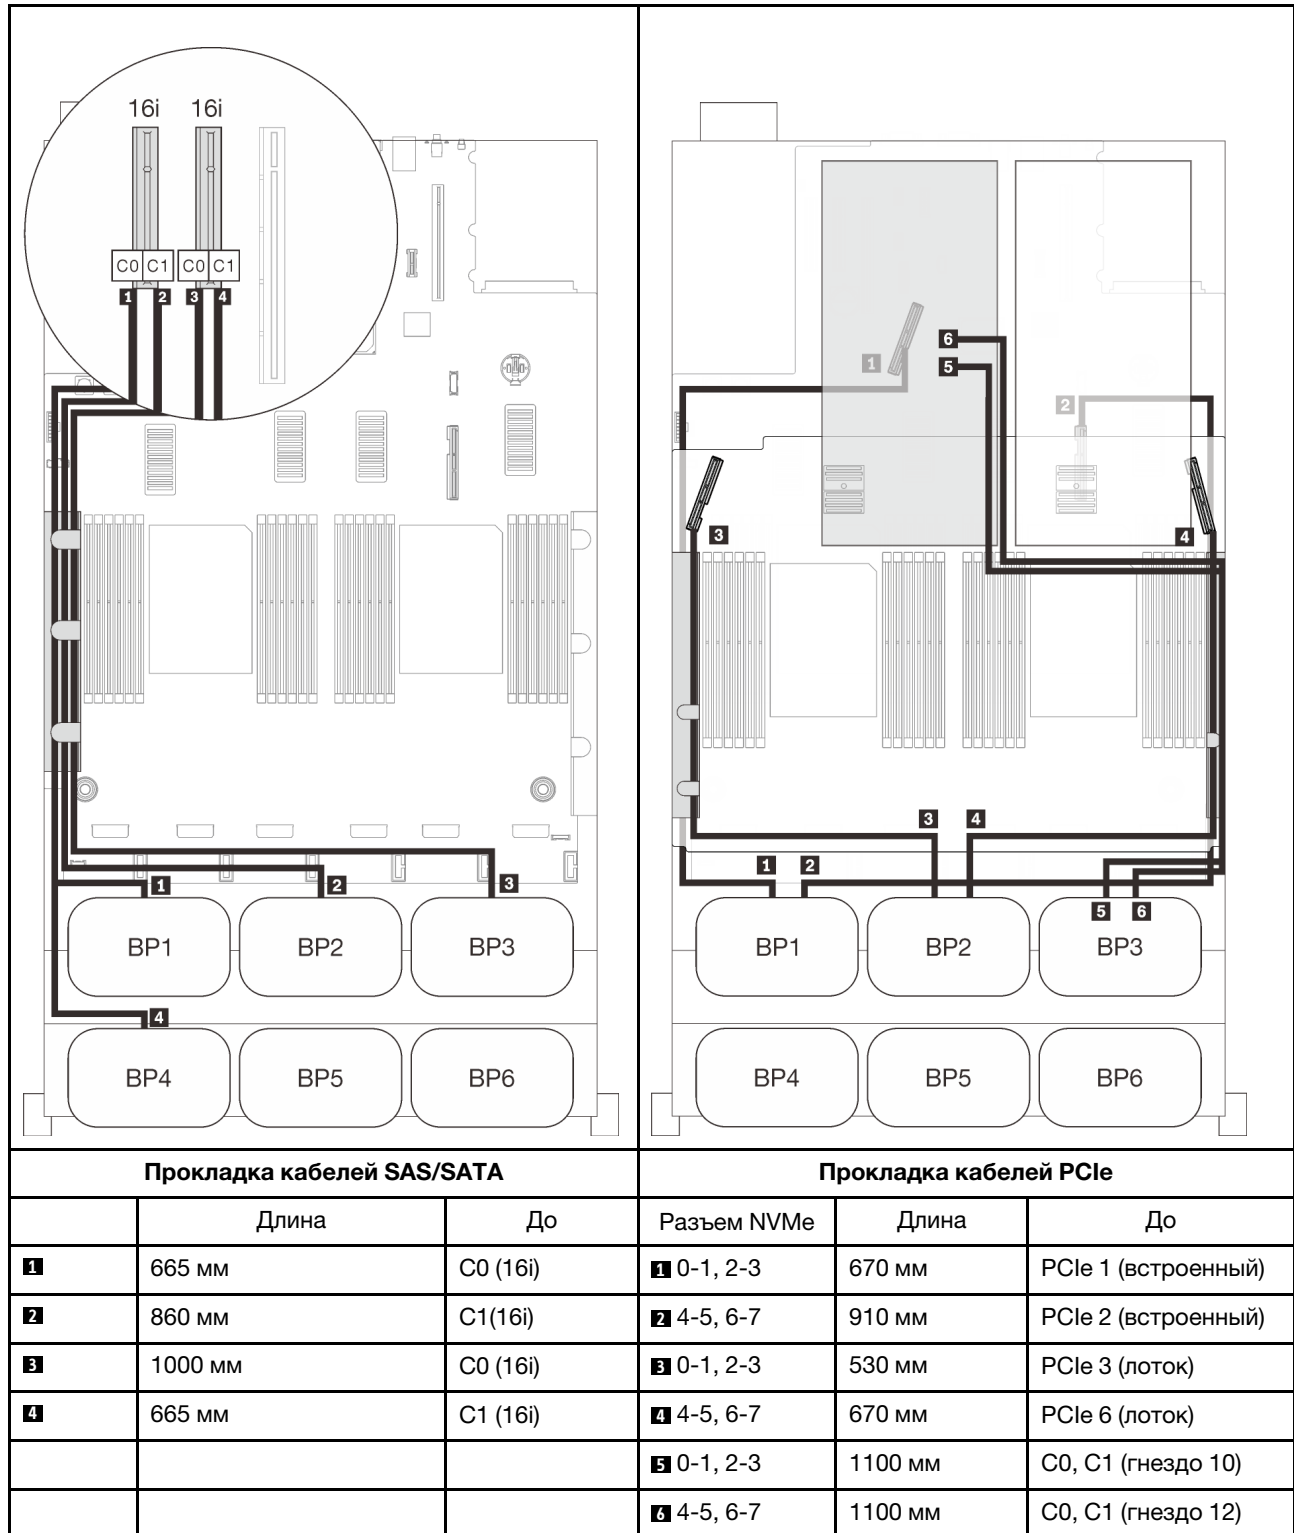 16i 16i
C0 C1 C0 C1
1 2 3 4
1 2 3
BP1 BP2 BP3
4
BP4 BP5 BP6
6
1 5
2
3 4
3 4
1 2
5 6
BP1 BP2 BP3
BP4 BP5 BP6
Прокладка кабелей SAS/SATA Прокладка кабелей PCIe
Длина До Разъем NVMe Длина До
1 665 мм C0 (16i) 1 0-1, 2-3 670 мм PCIe 1 (встроенный)
2 860 мм C1(16i) 2 4-5, 6-7 910 мм PCIe 2 (встроенный)
3 1000 мм C0 (16i) 3 0-1, 2-3 530 мм PCIe 3 (лоток)
4 665 мм C1 (16i) 4 4-5, 6-7 670 мм PCIe 6 (лоток)
5 0-1, 2-3 1100 мм C0, C1 (гнездо 10)
6 4-5, 6-7 1100 мм C0, C1 (гнездо 12)